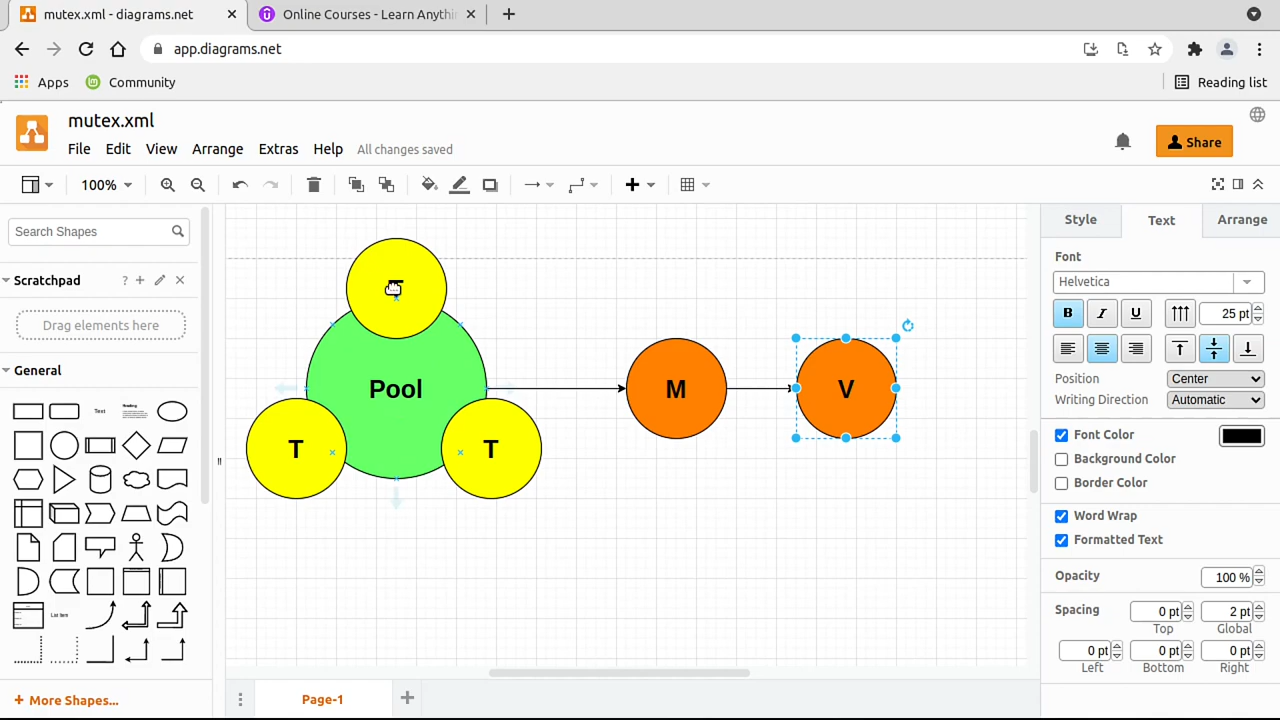 mutex.xml - diagrams.net
Online Courses - Learn Anythin
app.diagrams.net
Apps
Community
Reading list
mutex.xml
File Edit View Arrange Extras Help All changes saved
Share
100%
Search Shapes
Scratchpad
?
Drag elements here
General
Text
Heading
List Item
More Shapes...
T
Pool
T
T
M
V
Page-1
Style
Text
Arrange
Font
Helvetica
B I U 25 pt
Position Center
Writing Direction Automatic
Font Color
Background Color
Border Color
Word Wrap
Formatted Text
Opacity 100 %
Spacing 0 pt 2 pt
Top Global
0 pt 0 pt 0 pt
Left Bottom Right